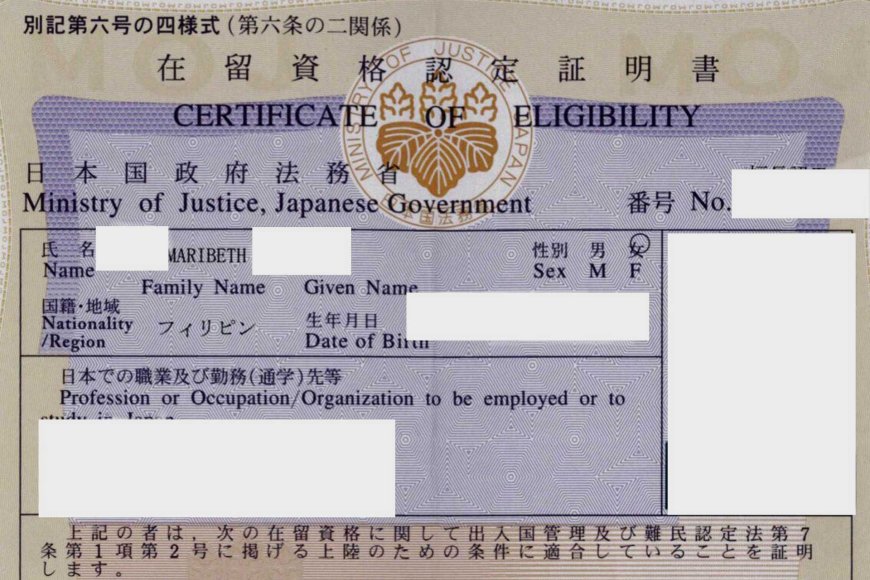 別記第六号の四様式(第六条の二関係)
在留資格認定証明書
CERTIFICATE OF ELIGIBILITY
MINISTRY OF JUSTICE JAPAN
日本国法務
日本国政府法務省
Ministry of Justice, Japanese Government
番号 No.
氏名 MARIBETH 性別 男 女
Name Sex M F
Family Name Given Name
国籍・地域
Nationality フィリピン 生年月日
/Region Date of Birth
日本での職業及び勤務(通学)先等
Profession or Occupation/Organization to be employed or to
study in Japan
上記の者は,次の在留資格に関して出入国管理及び難民認定法第7
条第1項第2号に掲げる上陸のための条件に適合していることを証明
します。